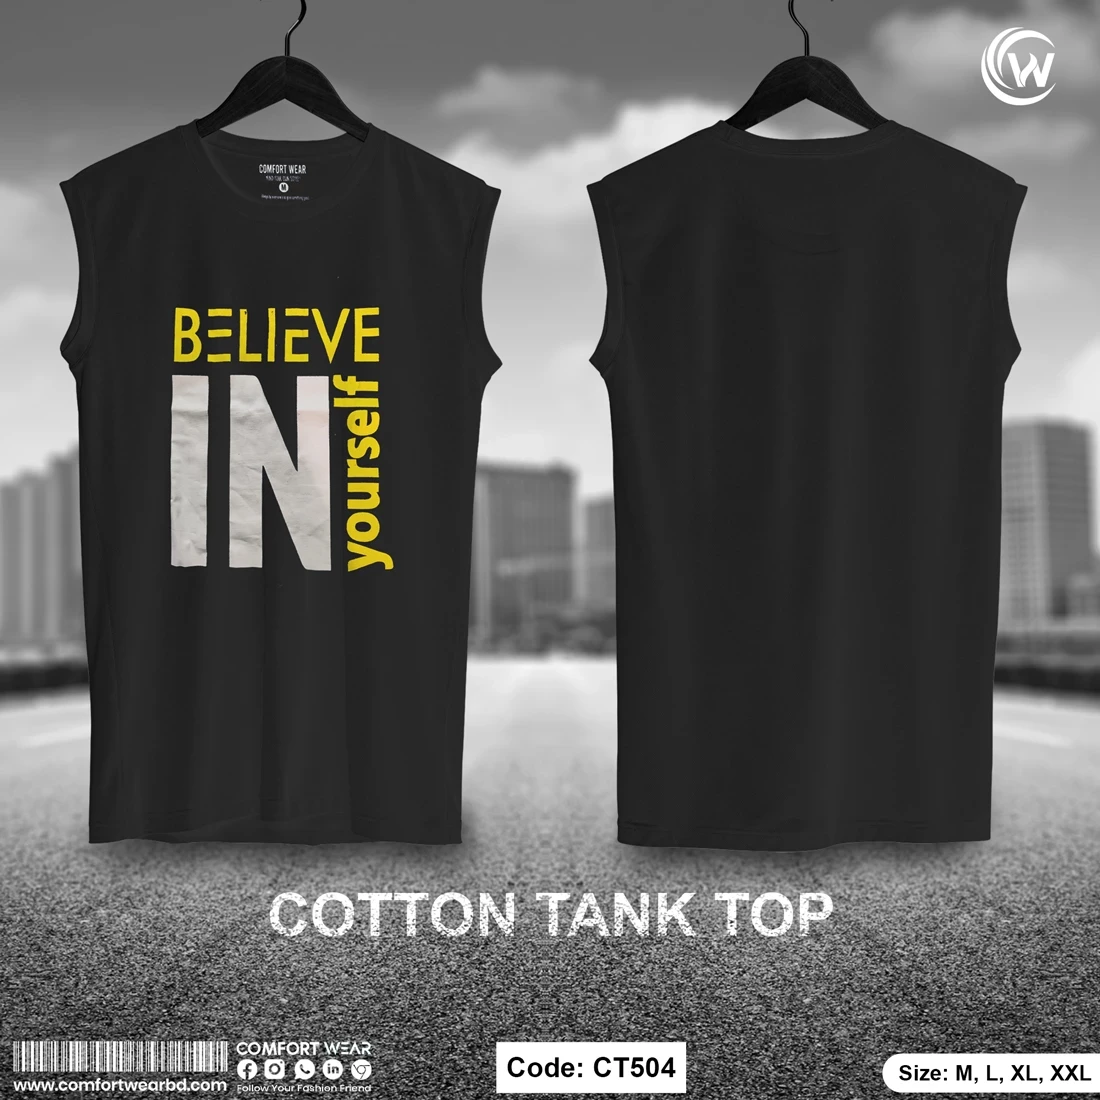 COMFORT WEAR
M
BELIEVE
IN
yourself
CW
COTTON TANK TOP
COMFORT WEAR
www.comfortwearbd.com
Follow Your Fashion Friend
Code: CT504
Size: M, L, XL, XXL